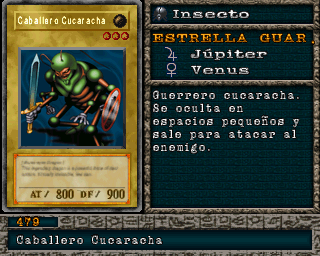 Caballero Cucaracha
AT/ 800 DF/ 900
Insecto
ESTRELLA GUAR.
♃ Júpiter
♀ Venus
Guerrero cucaracha.
Se oculta en
espacios pequeños y
sale para atacar al
enemigo.
479
Caballero Cucaracha